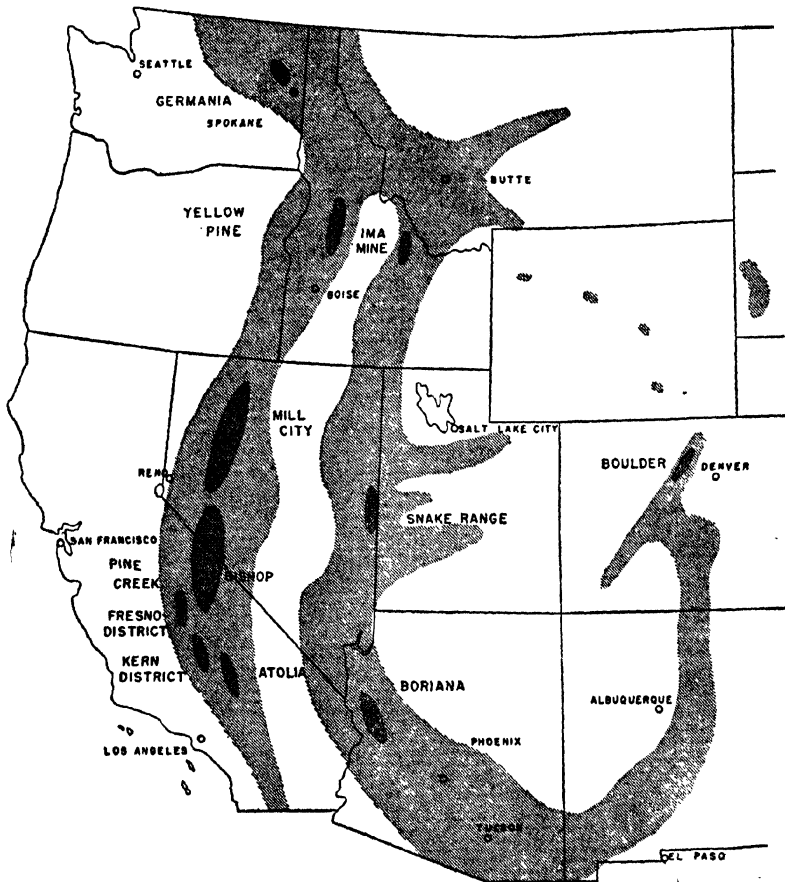 SEATTLE
GERMANIA
SPOKANE
BUTTE
YELLOW
PINE
IMA
MINE
BOISE
MILL
CITY
SALT LAKE CITY
BOULDER
DENVER
RENO
SNAKE RANGE
SAN FRANCISCO
PINE
CREEK
BISHOP
FRESNO
DISTRICT
KERN
DISTRICT
ATOLIA
BORIANA
ALBUQUERQUE
PHOENIX
LOS ANGELES
TUCSON
EL PASO